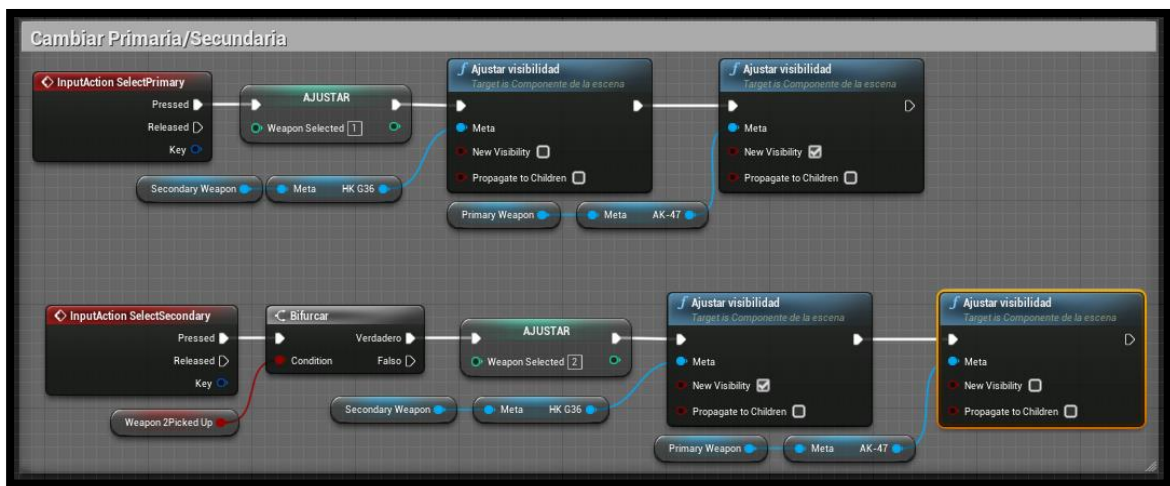 Cambiar Primaria/Secundaria
InputAction SelectPrimary
Pressed
Released
Key
AJUSTAR
Weapon Selected 1
Secondary Weapon
Meta HK G36
Ajustar visibilidad
Target is Componente de la escena
Meta
New Visibility
Propagate to Children
Primary Weapon
Meta AK-47
Ajustar visibilidad
Target is Componente de la escena
Meta
New Visibility
Propagate to Children
InputAction SelectSecondary
Pressed
Released
Key
Weapon 2Picked Up
Bifurcar
Verdadero
Condition Falso
AJUSTAR
Weapon Selected 2
Secondary Weapon
Meta HK G36
Ajustar visibilidad
Target is Componente de la escena
Meta
New Visibility
Propagate to Children
Primary Weapon
Meta AK-47
Ajustar visibilidad
Target is Componente de la escena
Meta
New Visibility
Propagate to Children